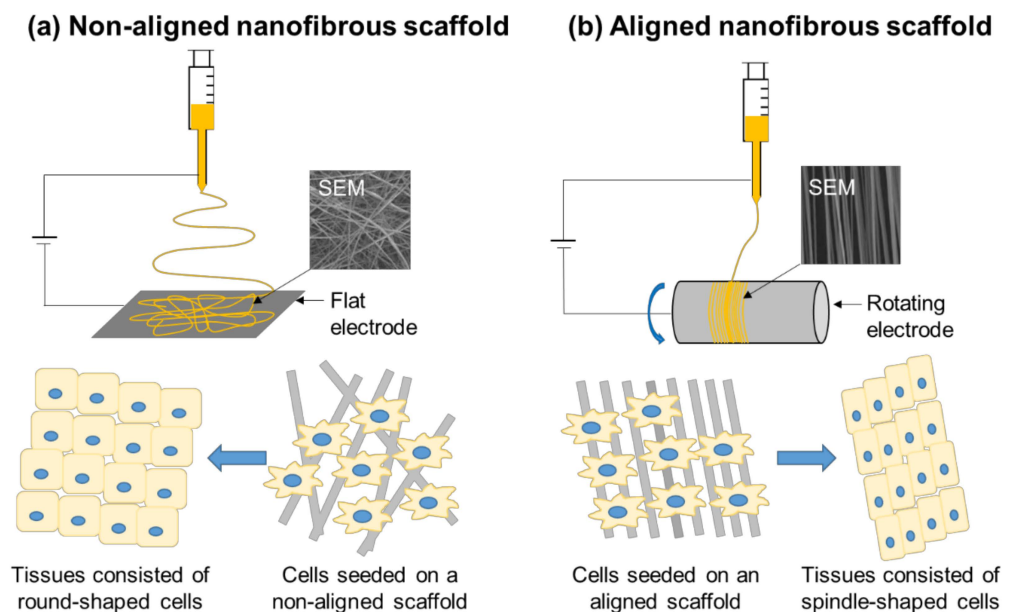 (a) Non-aligned nanofibrous scaffold
SEM
Flat
electrode
Tissues consisted of
round-shaped cells
Cells seeded on a
non-aligned scaffold
(b) Aligned nanofibrous scaffold
SEM
Rotating
electrode
Cells seeded on an
aligned scaffold
Tissues consisted of
spindle-shaped cells